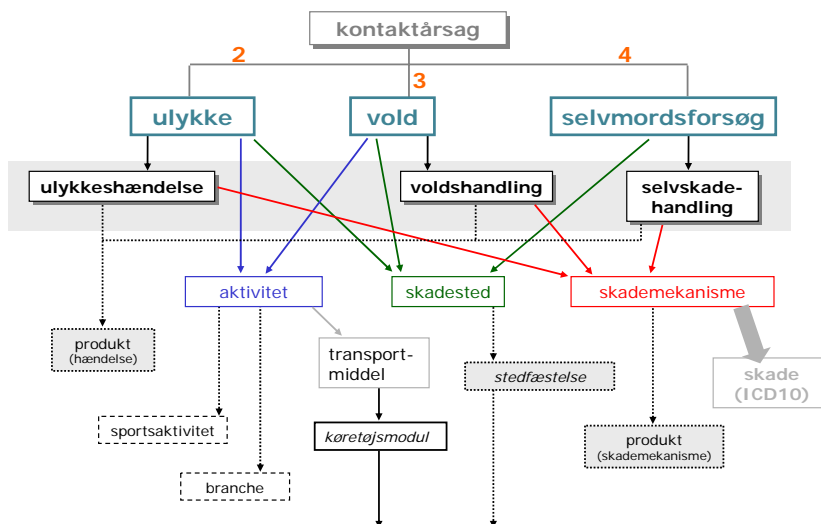 kontaktårsag
2
3
4
ulykke
vold
selvmordsforsøg
ulykkeshændelse
voldshandling
selvskade-
handling
aktivitet
skadested
skademekanisme
produkt
(hændelse)
transport-
middel
stedfæstelse
skade
(ICD10)
sportsaktivitet
køretøjsmodul
produkt
(skademekanisme)
branche